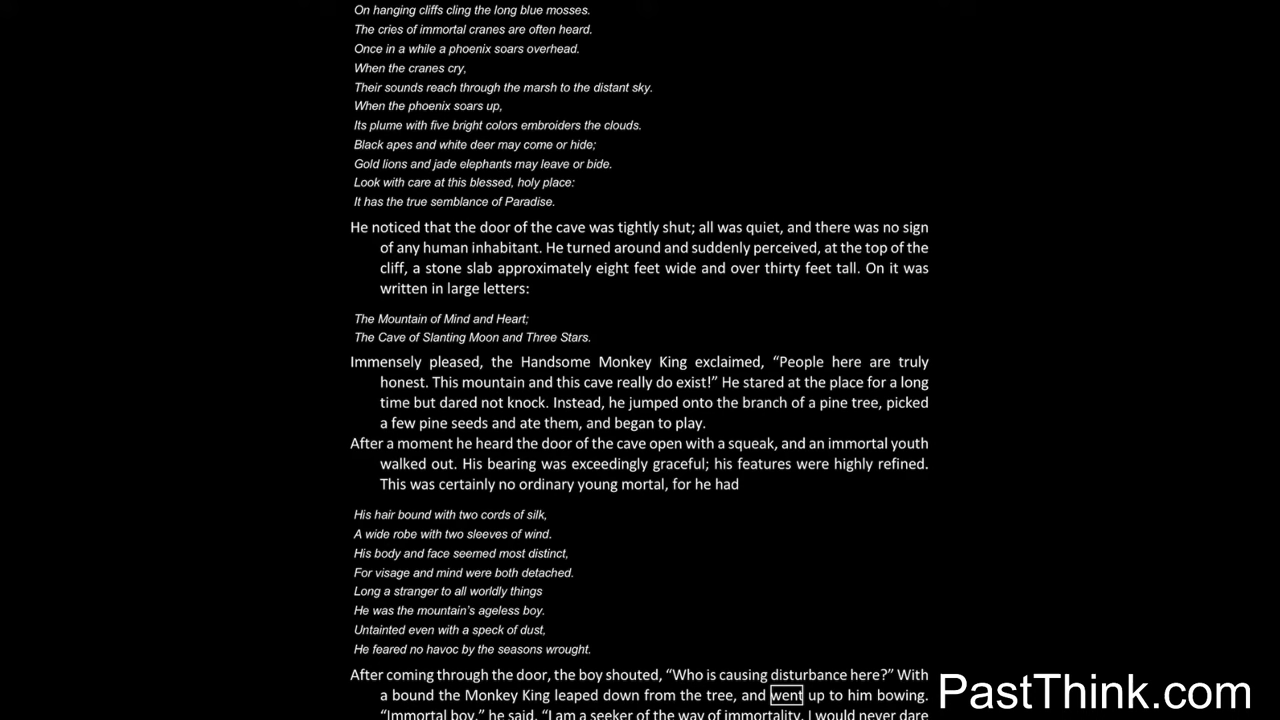 On hanging cliffs cling the long blue mosses.
The cries of immortal cranes are often heard.
Once in a while a phoenix soars overhead.
When the cranes cry,
Their sounds reach through the marsh to the distant sky.
When the phoenix soars up,
Its plume with five bright colors embroiders the clouds.
Black apes and white deer may come or hide;
Gold lions and jade elephants may leave or bide.
Look with care at this blessed, holy place:
It has the true semblance of Paradise.
He noticed that the door of the cave was tightly shut; all was quiet, and there was no sign
of any human inhabitant. He turned around and suddenly perceived, at the top of the
cliff, a stone slab approximately eight feet wide and over thirty feet tall. On it was
written in large letters:
The Mountain of Mind and Heart;
The Cave of Slanting Moon and Three Stars.
Immensely pleased, the Handsome Monkey King exclaimed, “People here are truly
honest. This mountain and this cave really do exist!” He stared at the place for a long
time but dared not knock. Instead, he jumped onto the branch of a pine tree, picked
a few pine seeds and ate them, and began to play.
After a moment he heard the door of the cave open with a squeak, and an immortal youth
walked out. His bearing was exceedingly graceful; his features were highly refined.
This was certainly no ordinary young mortal, for he had
His hair bound with two cords of silk,
A wide robe with two sleeves of wind.
His body and face seemed most distinct,
For visage and mind were both detached.
Long a stranger to all worldly things
He was the mountain’s ageless boy.
Untainted even with a speck of dust,
He feared no havoc by the seasons wrought.
After coming through the door, the boy shouted, “Who is causing disturbance here?” With
a bound the Monkey King leaped down from the tree, and went up to him bowing.
“Immortal boy,” he said, “I am a seeker of the way of immortality. I would never dare
PastThink.com